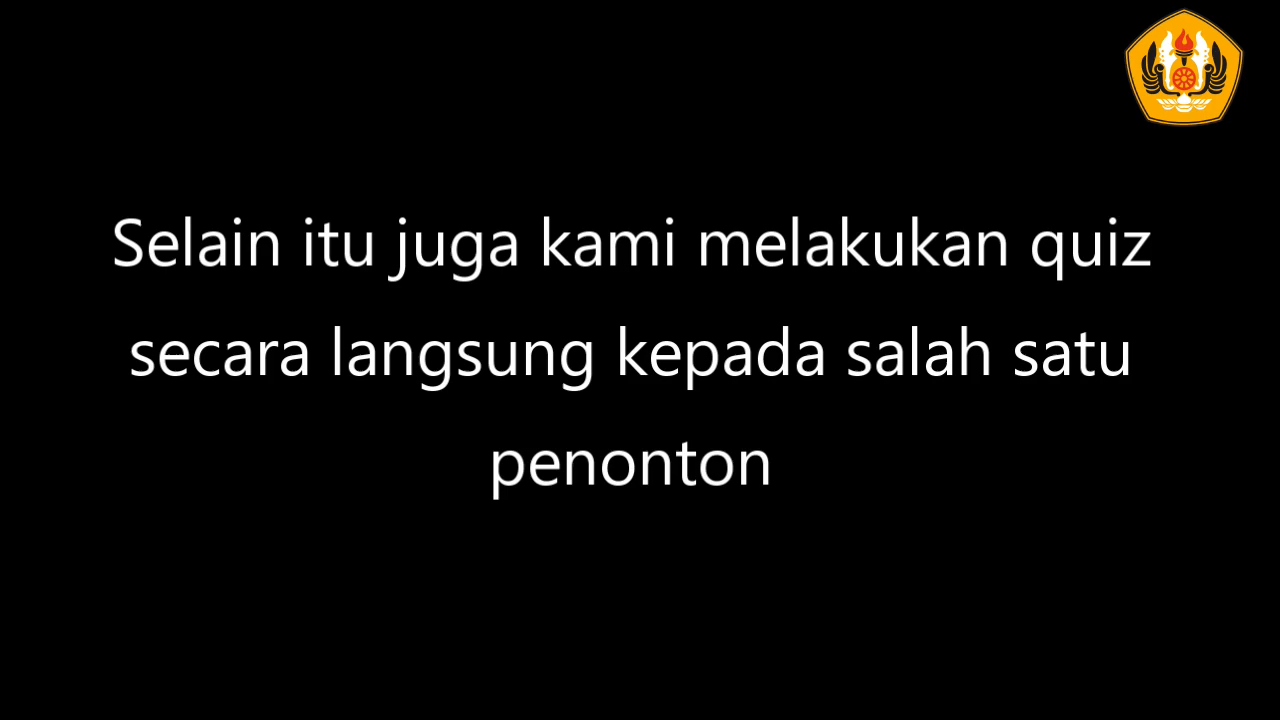 Selain itu juga kami melakukan quiz
secara langsung kepada salah satu
penonton